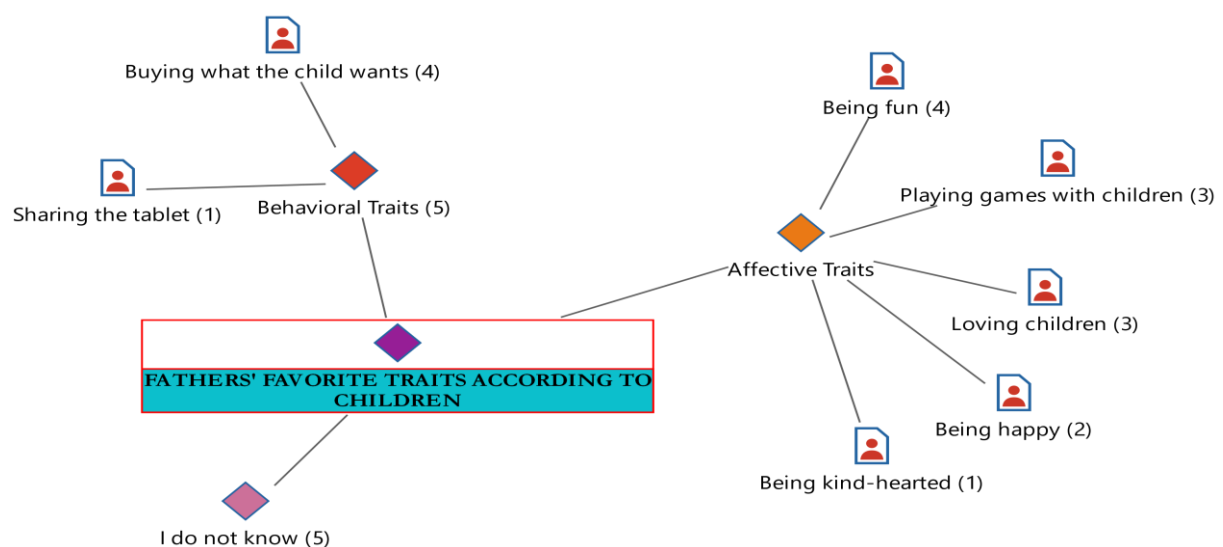 Buying what the child wants (4)
Sharing the tablet (1)
Behavioral Traits (5)
Being fun (4)
Playing games with children (3)
Affective Traits
Loving children (3)
Being happy (2)
Being kind-hearted (1)
FATHERS' FAVORITE TRAITS ACCORDING TO
CHILDREN
I do not know (5)